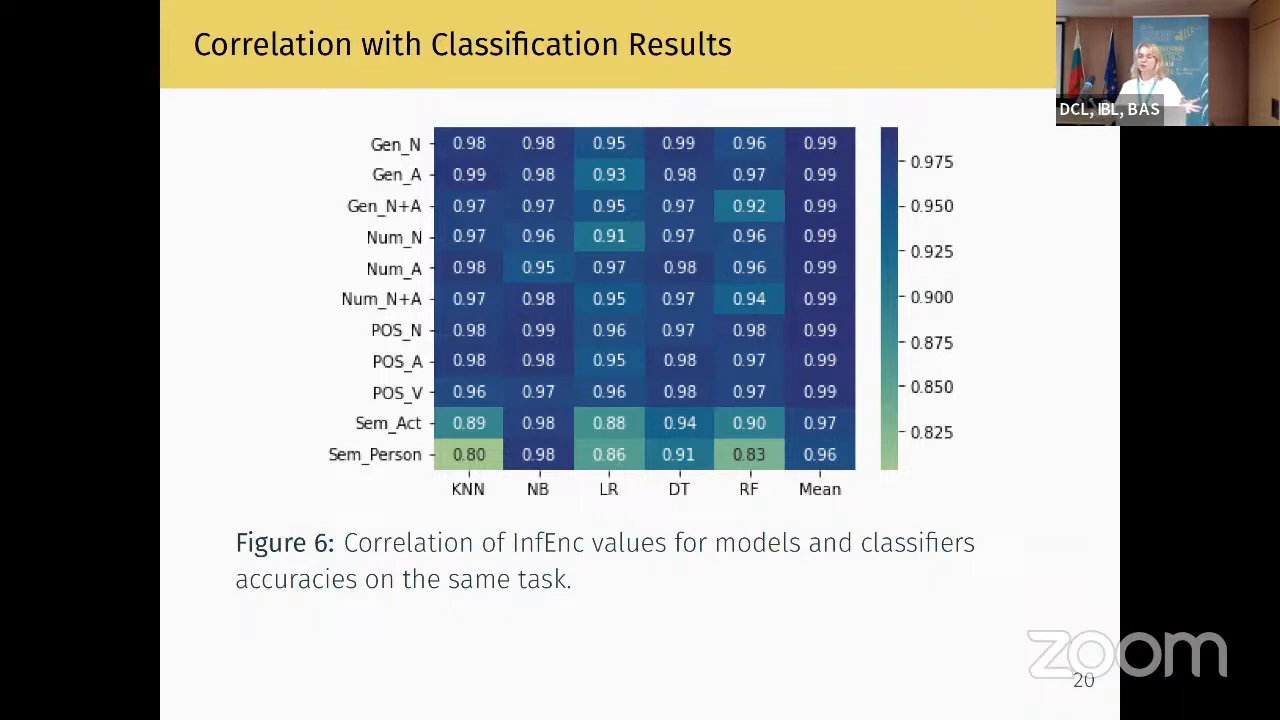 Correlation with Classification Results
DCL, IBL, BAS
Gen_N 0.98 0.98 0.95 0.99 0.96 0.99
Gen_A 0.99 0.98 0.93 0.98 0.97 0.99
Gen_N+A 0.97 0.97 0.95 0.97 0.92 0.99
Num_N 0.97 0.96 0.91 0.97 0.96 0.99
Num_A 0.98 0.95 0.97 0.98 0.96 0.99
Num_N+A 0.97 0.98 0.95 0.97 0.94 0.99
POS_N 0.98 0.99 0.96 0.97 0.98 0.99
POS_A 0.98 0.98 0.95 0.98 0.97 0.99
POS_V 0.96 0.97 0.96 0.98 0.97 0.99
Sem_Act 0.89 0.98 0.88 0.94 0.90 0.97
Sem_Person 0.80 0.98 0.86 0.91 0.83 0.96
KNN NB LR DT RF Mean
0.975
0.950
0.925
0.900
0.875
0.850
0.825
Figure 6: Correlation of InfEnc values for models and classifiers
accuracies on the same task.
zoom
20